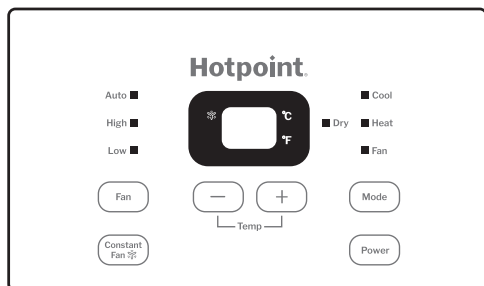 Hotpoint
Auto
High
Low
°C
°F
Cool
Dry
Heat
Fan
Fan
−
+
Temp
Mode
Constant
Fan
Power